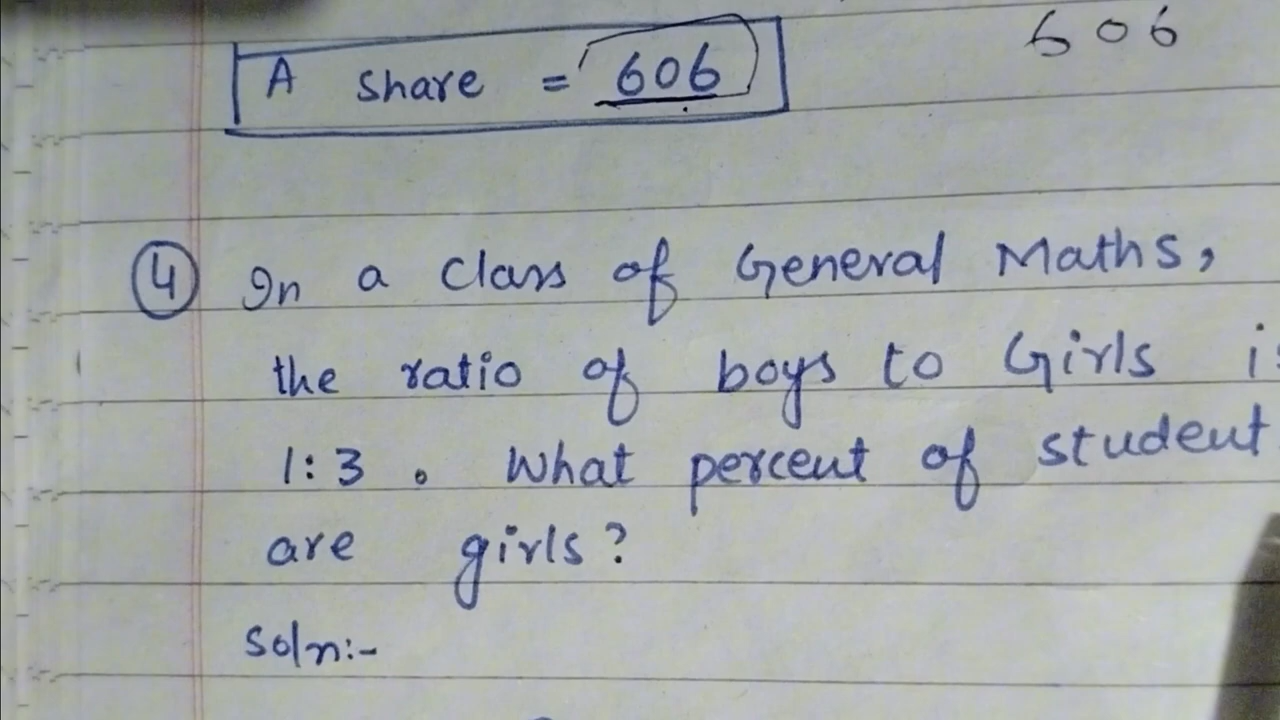 606
A share = 606
4 In a class of General Maths,
the ratio of boys to Girls is
1:3. What percent of student
are girls?
Soln:-